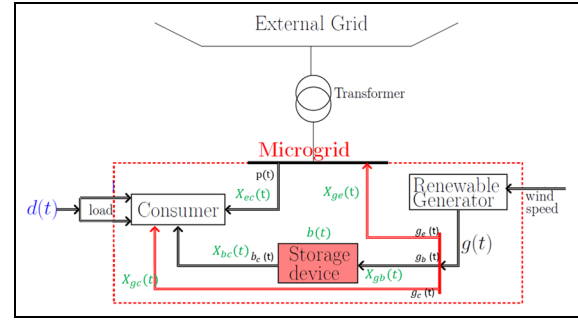 External Grid
Transformer
Microgrid
p(t)
X_ec(t)
X_ge(t)
Renewable
Generator
wind
speed
d(t)
load
Consumer
b(t)
g_e (t)
g(t)
X_bc(t)
b_c (t)
Storage
device
g_b (t)
X_gb(t)
X_gc(t)
g_c (t)